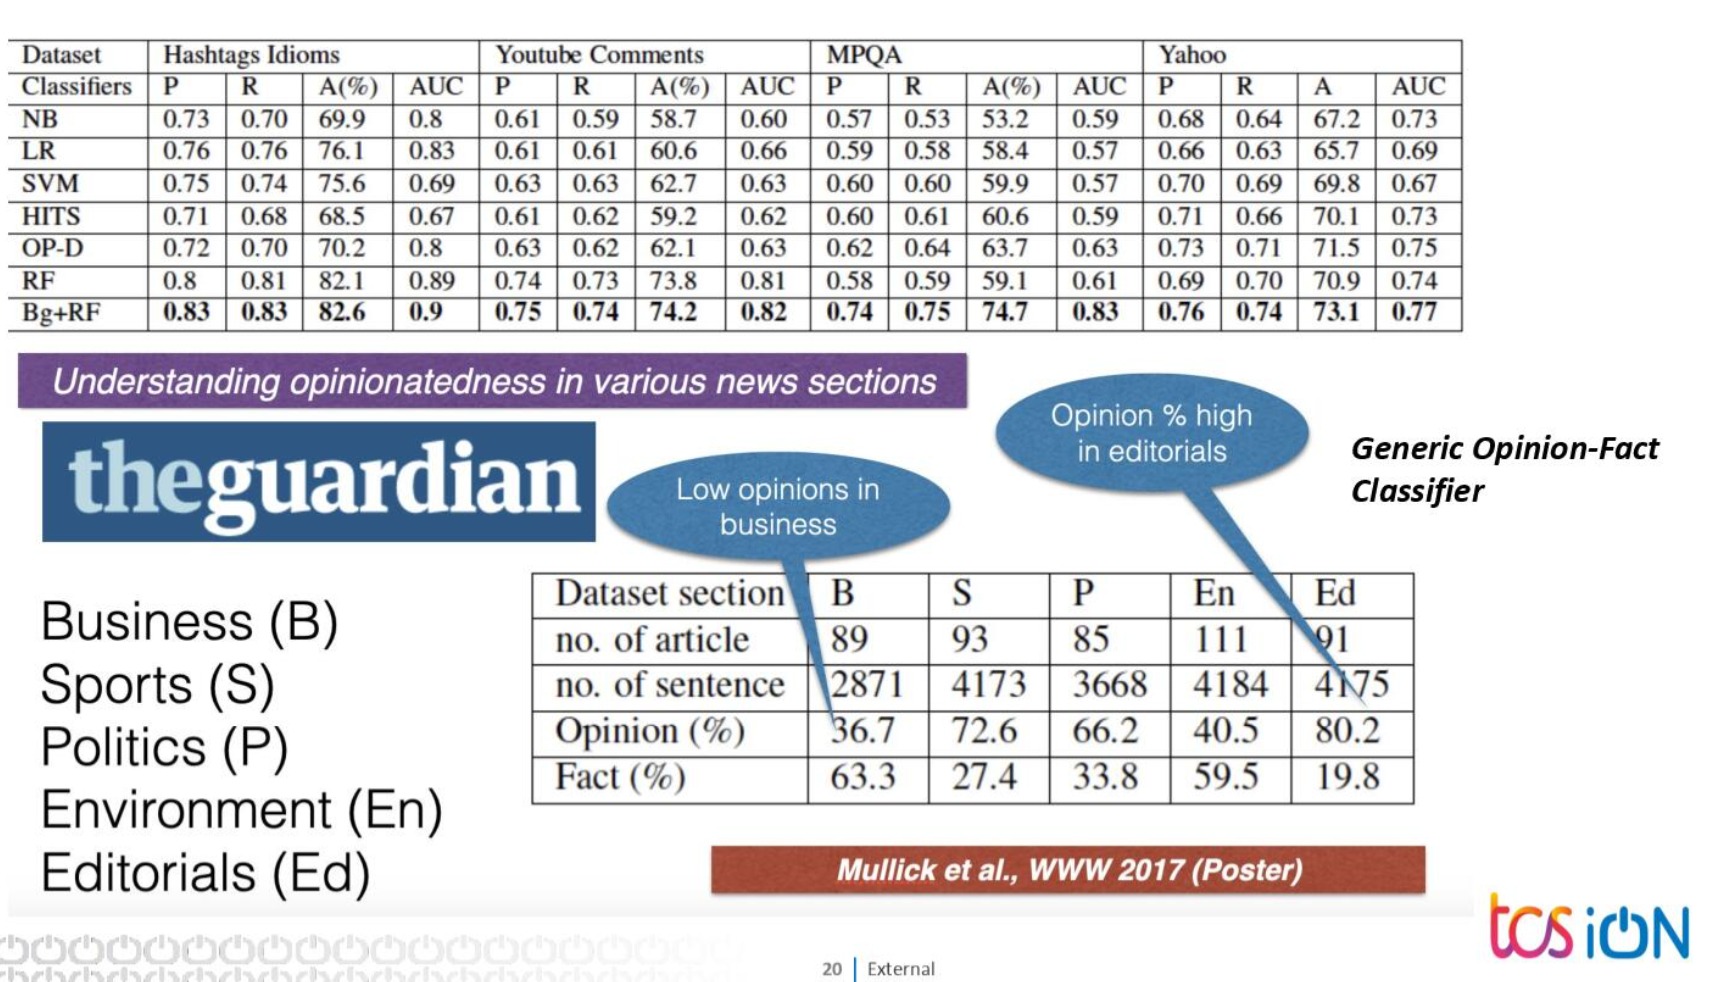 Dataset Hashtags Idioms Youtube Comments MPQA Yahoo
Classifiers P R A(%) AUC P R A(%) AUC P R A(%) AUC P R A AUC
NB 0.73 0.70 69.9 0.8 0.61 0.59 58.7 0.60 0.57 0.53 53.2 0.59 0.68 0.64 67.2 0.73
LR 0.76 0.76 76.1 0.83 0.61 0.61 60.6 0.66 0.59 0.58 58.4 0.57 0.66 0.63 65.7 0.69
SVM 0.75 0.74 75.6 0.69 0.63 0.63 62.7 0.63 0.60 0.60 59.9 0.57 0.70 0.69 69.8 0.67
HITS 0.71 0.68 68.5 0.67 0.61 0.62 59.2 0.62 0.60 0.61 60.6 0.59 0.71 0.66 70.1 0.73
OP-D 0.72 0.70 70.2 0.8 0.63 0.62 62.1 0.63 0.62 0.64 63.7 0.63 0.73 0.71 71.5 0.75
RF 0.8 0.81 82.1 0.89 0.74 0.73 73.8 0.81 0.58 0.59 59.1 0.61 0.69 0.70 70.9 0.74
Bg+RF 0.83 0.83 82.6 0.9 0.75 0.74 74.2 0.82 0.74 0.75 74.7 0.83 0.76 0.74 73.1 0.77
Understanding opinionatedness in various news sections
theguardian
Low opinions in
business
Opinion % high
in editorials
Generic Opinion-Fact
Classifier
Business (B)
Sports (S)
Politics (P)
Environment (En)
Editorials (Ed)
Dataset section B S P En Ed
no. of article 89 93 85 111 91
no. of sentence 2871 4173 3668 4184 4175
Opinion (%) 36.7 72.6 66.2 40.5 80.2
Fact (%) 63.3 27.4 33.8 59.5 19.8
Mullick et al., WWW 2017 (Poster)
tcs iON
20 External